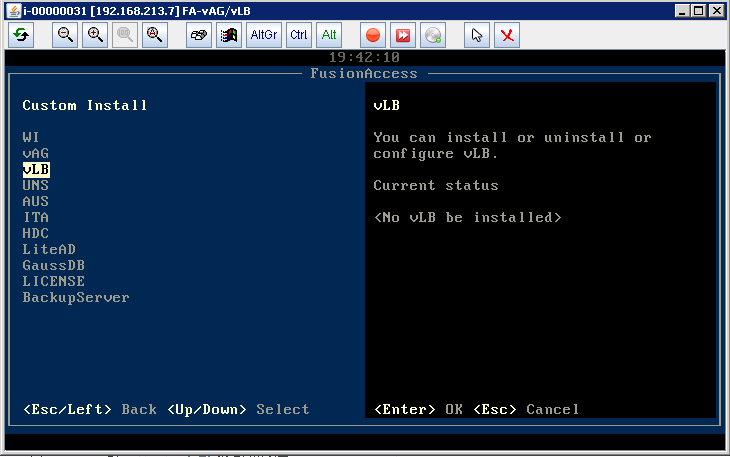 i-00000031 [192.168.213.7] FA-vAG/vLB
AltGr Ctrl Alt
19:42:10
FusionAccess
Custom Install
WI
vAG
vLB
UNS
AUS
ITA
HDC
LiteAD
GaussDB
LICENSE
BackupServer
<Esc/Left> Back <Up/Down> Select
vLB
You can install or uninstall or
configure vLB.
Current status
<No vLB be installed>
<Enter> OK <Esc> Cancel